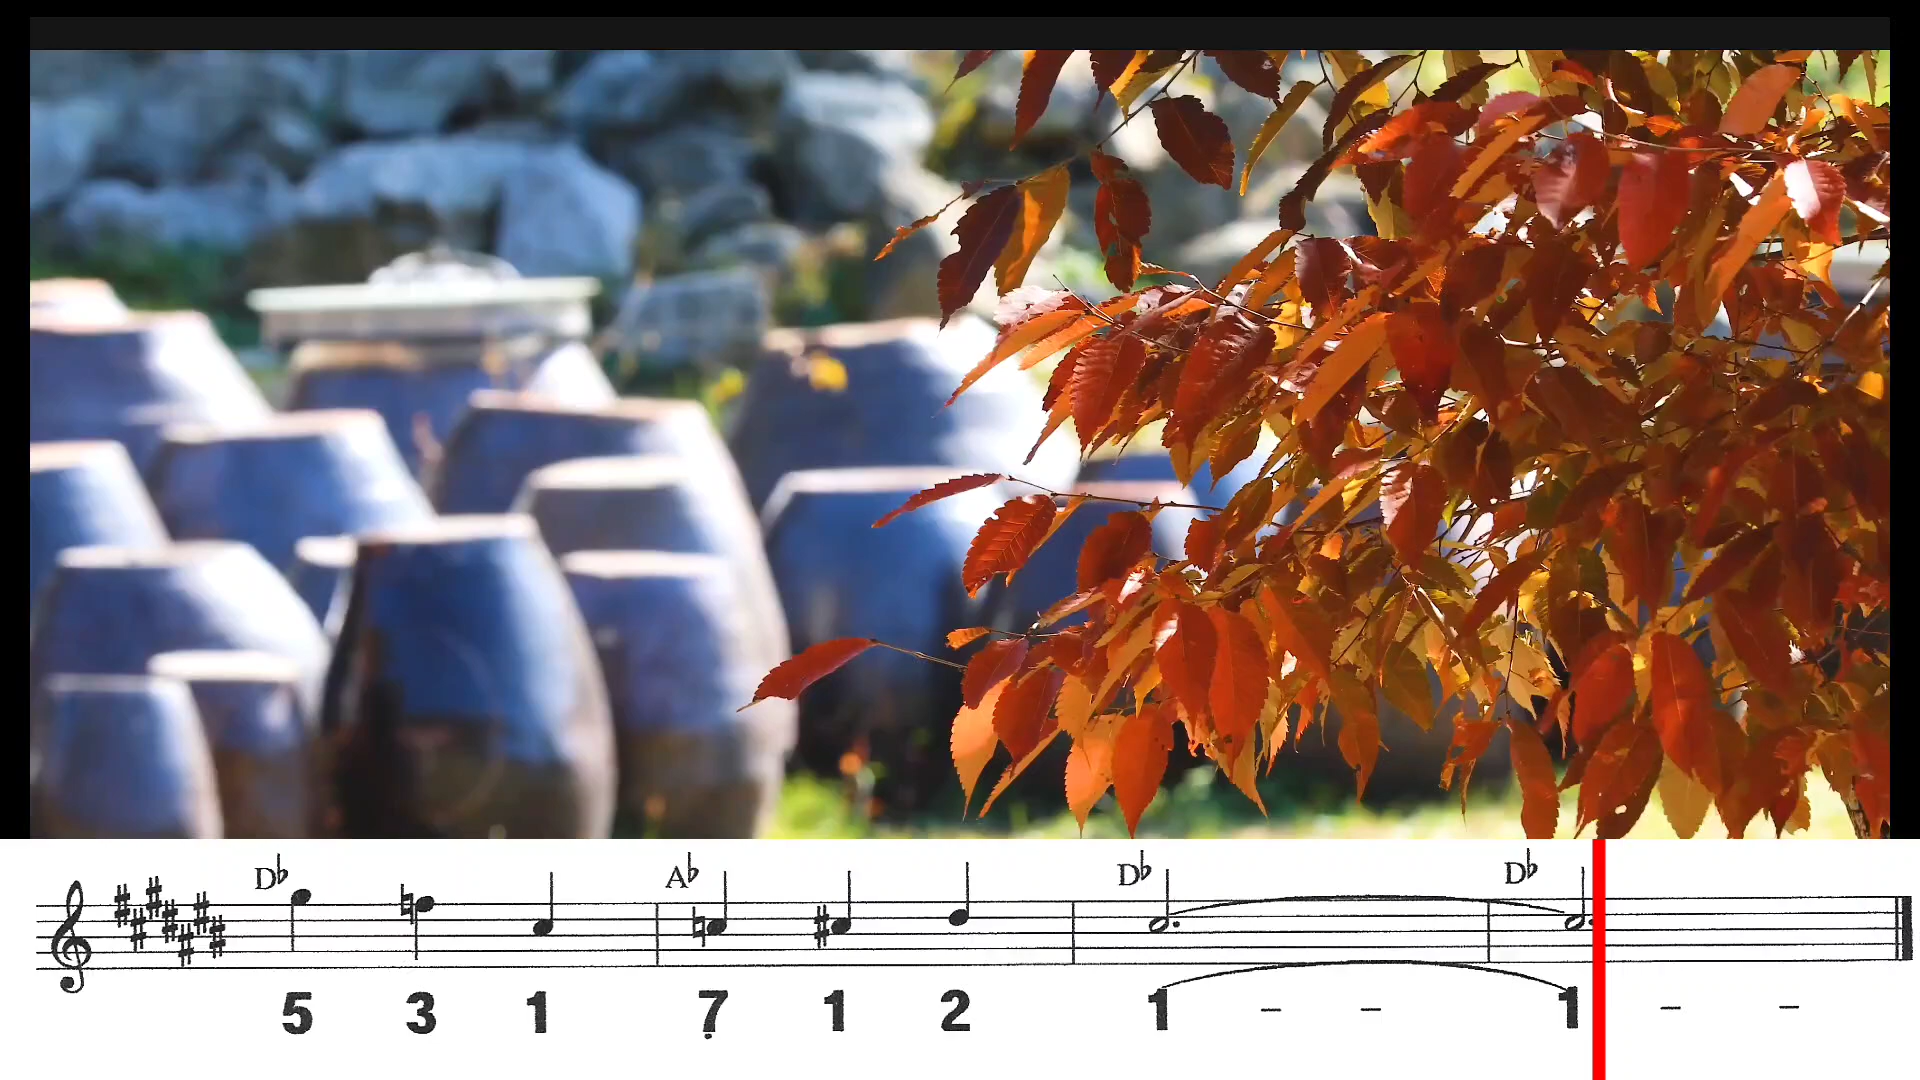 D♭ A♭ D♭ D♭
5 3 1 7̣ 1 2 1 – – 1 – –